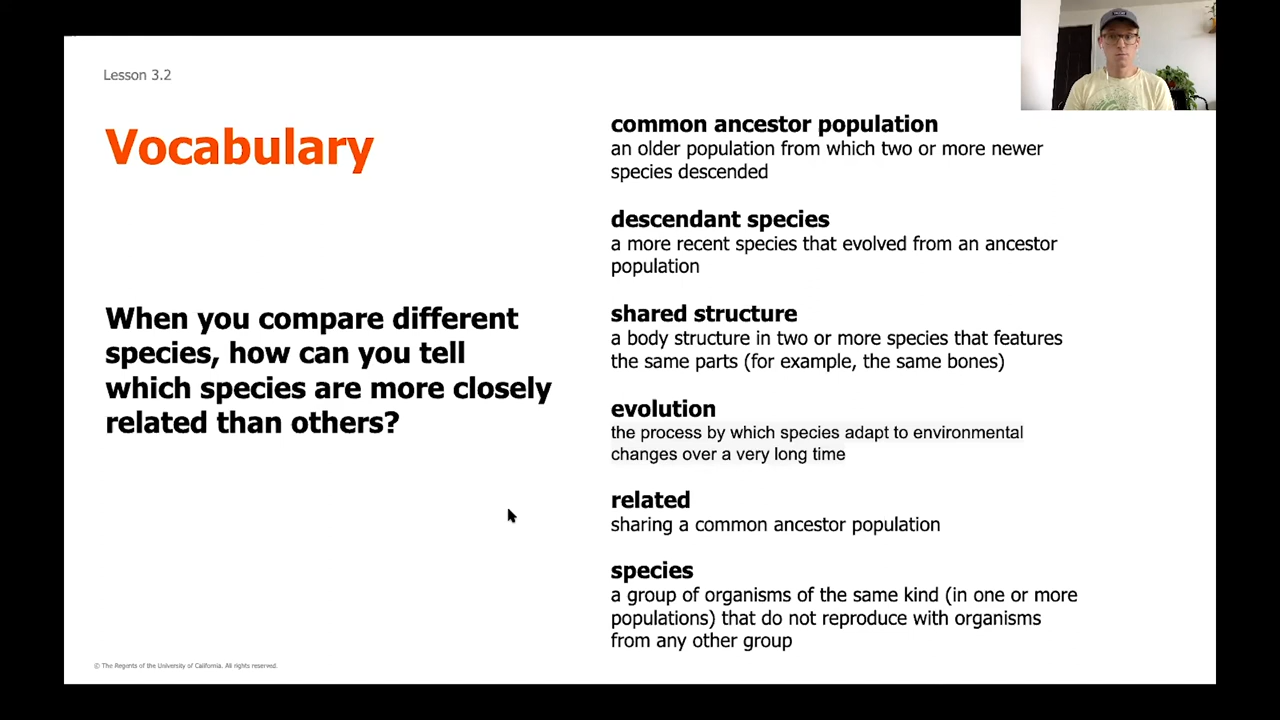 Lesson 3.2
Vocabulary
When you compare different
species, how can you tell
which species are more closely
related than others?
common ancestor population
an older population from which two or more newer
species descended
descendant species
a more recent species that evolved from an ancestor
population
shared structure
a body structure in two or more species that features
the same parts (for example, the same bones)
evolution
the process by which species adapt to environmental
changes over a very long time
related
sharing a common ancestor population
species
a group of organisms of the same kind (in one or more
populations) that do not reproduce with organisms
from any other group
© The Regents of the University of California. All rights reserved.